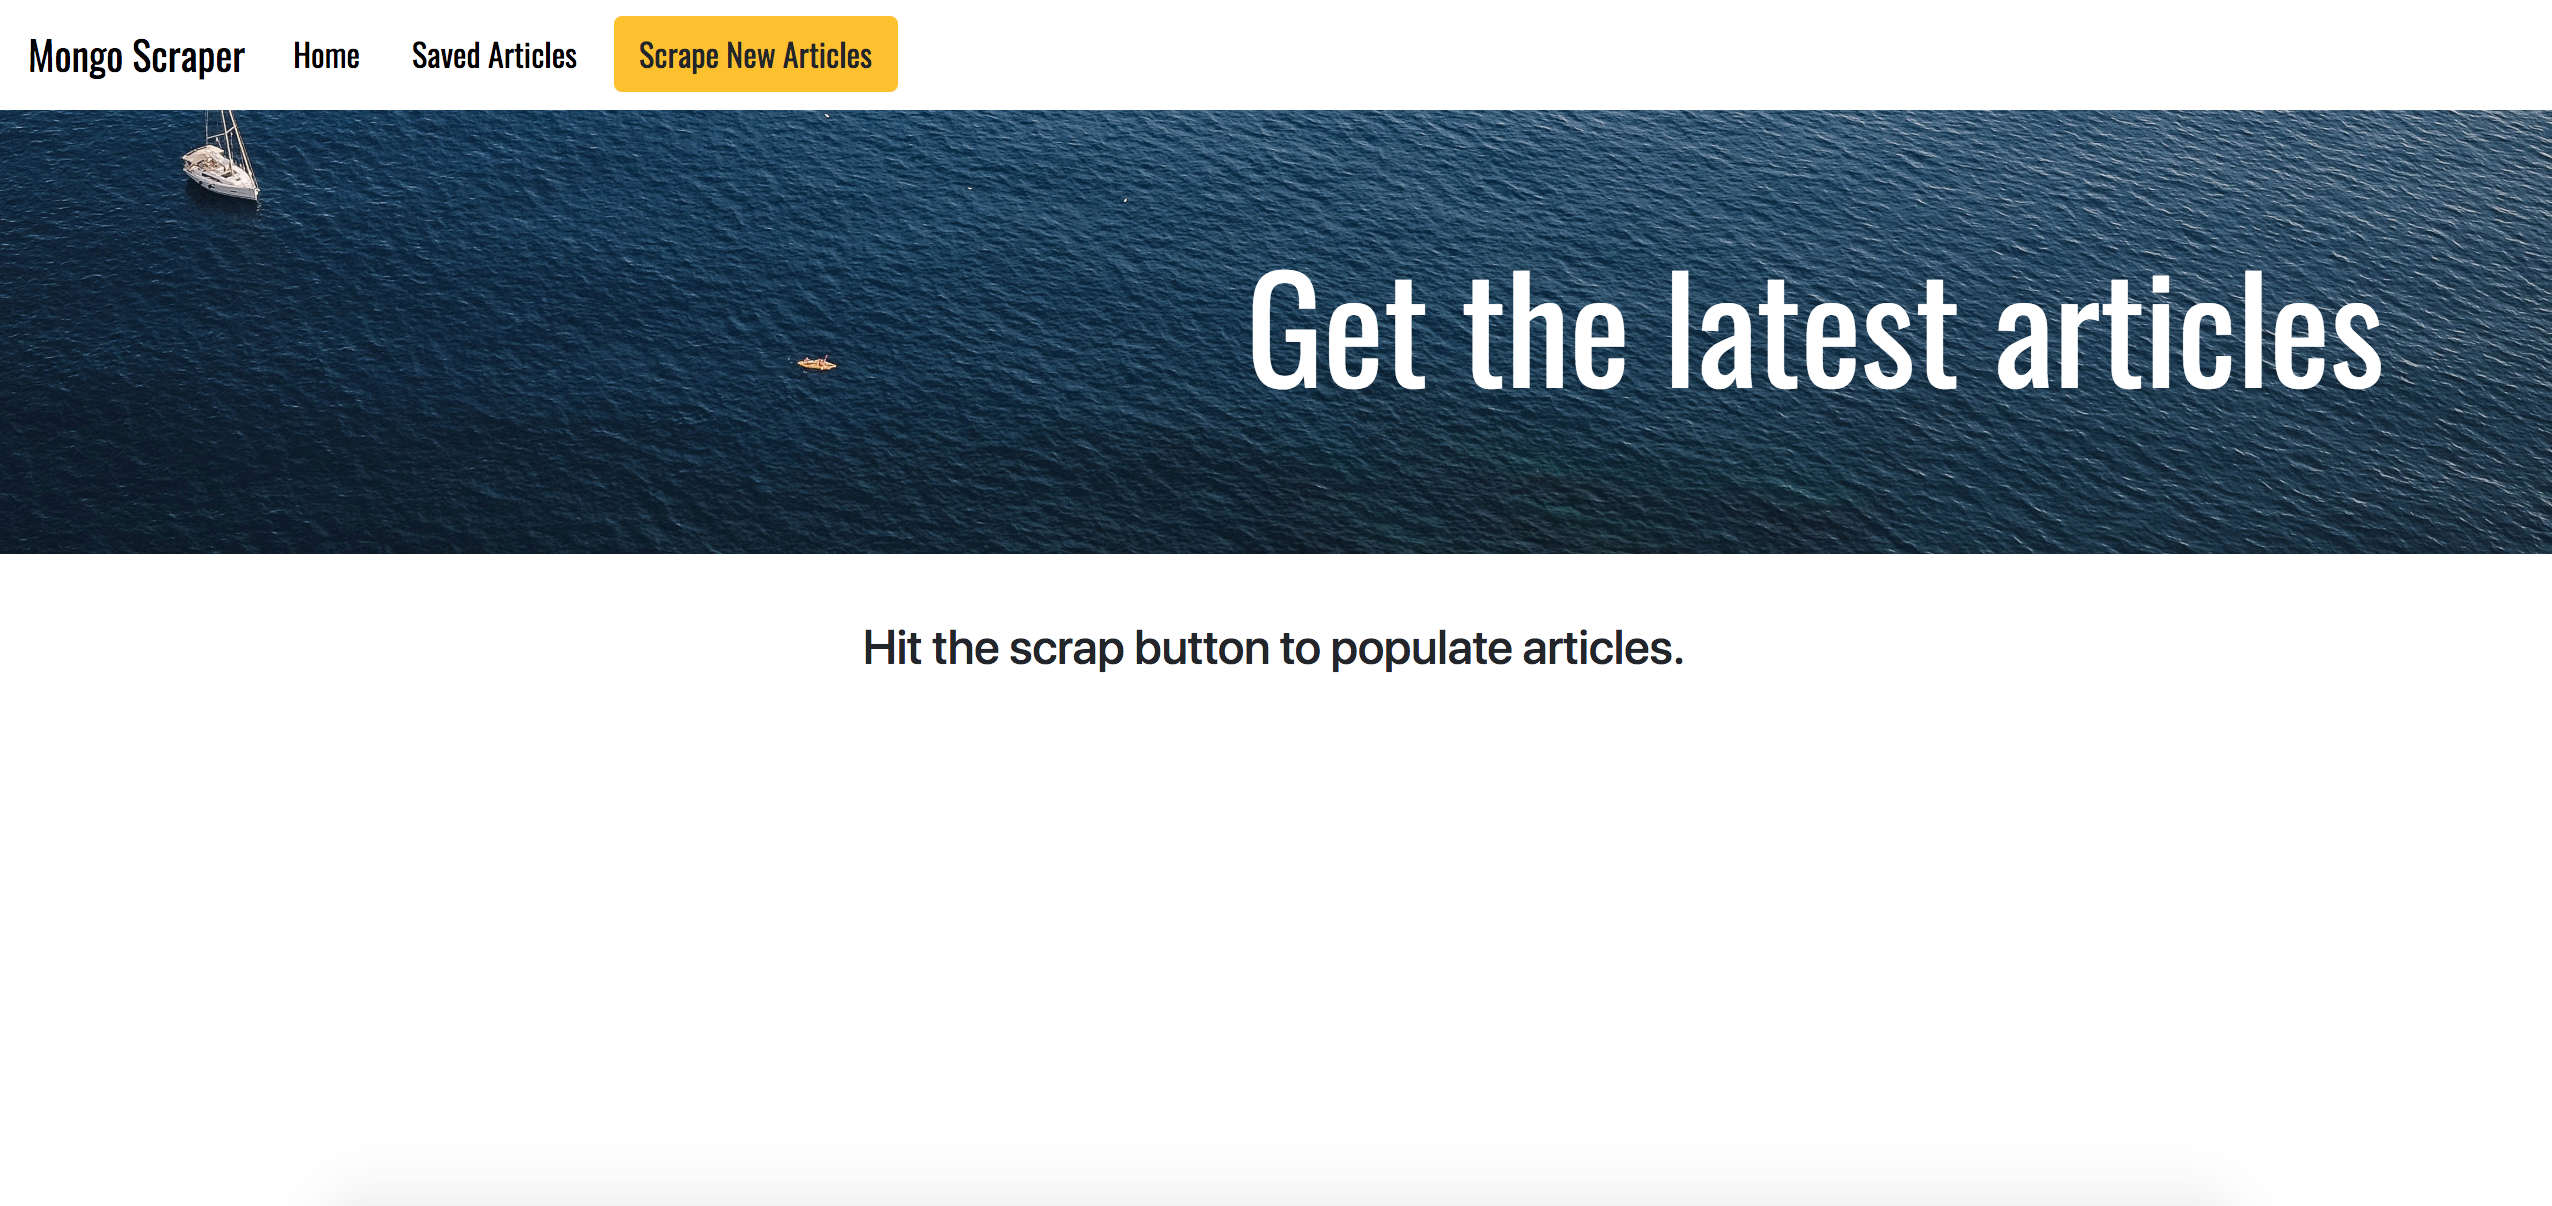 Mongo Scraper Home Saved Articles Scrape New Articles
Get the latest articles
Hit the scrap button to populate articles.